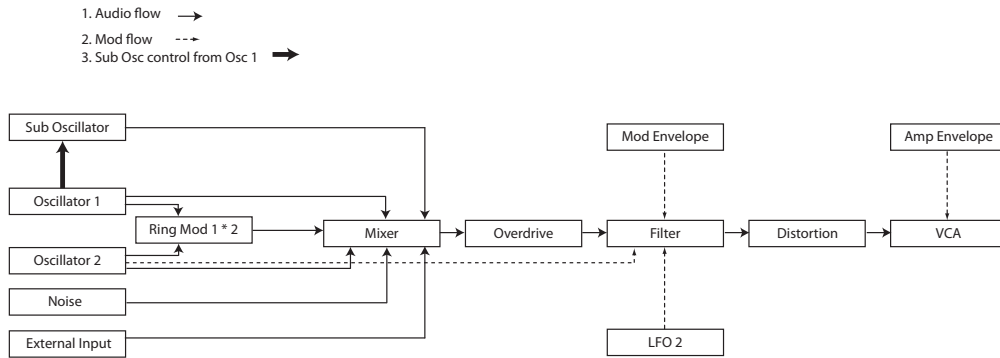 1. Audio flow
2. Mod flow
3. Sub Osc control from Osc 1
Sub Oscillator
Mod Envelope
Amp Envelope
Oscillator 1
Ring Mod 1 * 2
Mixer
Overdrive
Filter
Distortion
VCA
Oscillator 2
Noise
External Input
LFO 2